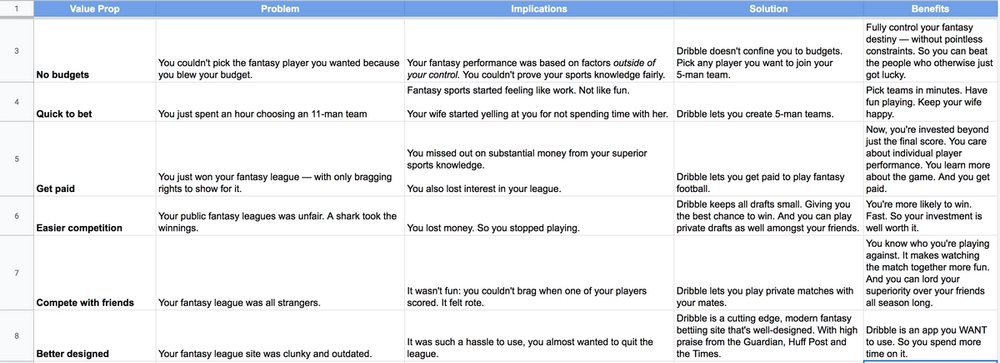 1 Value Prop Problem Implications Solution Benefits
3
No budgets
You couldn't pick the fantasy player you wanted because
you blew your budget.
Your fantasy performance was based on factors outside of
your control. You couldn't prove your sports knowledge fairly.
Dribble doesn't confine you to budgets.
Pick any player you want to join your
5-man team.
Fully control your fantasy
destiny — without pointless
constraints. So you can beat
the people who otherwise just
got lucky.
4
Quick to bet
You just spent an hour choosing an 11-man team
Fantasy sports started feeling like work. Not like fun.
Your wife started yelling at you for not spending time with her.
Dribble lets you create 5-man teams.
Pick teams in minutes. Have
fun playing. Keep your wife
happy.
5
Get paid
You just won your fantasy league — with only bragging
rights to show for it.
You missed out on substantial money from your superior
sports knowledge.
You also lost interest in your league.
Dribble lets you get paid to play fantasy
football.
Now, you're invested beyond
just the final score. You care
about individual player
performance. You learn more
about the game. And you get
paid.
6
Easier competition
Your public fantasy leagues was unfair. A shark took the
winnings.
You lost money. So you stopped playing.
Dribble keeps all drafts small. Giving you
the best chance to win. And you can play
private drafts as well amongst your friends.
You're more likely to win.
Fast. So your investment is
well worth it.
7
Compete with friends
Your fantasy league was all strangers.
It wasn't fun: you couldn't brag when one of your players
scored. It felt rote.
Dribble lets you play private matches with
your mates.
You know who you're playing
against. It makes watching
the match together more fun.
And you can lord your
superiority over your friends
all season long.
8
Better designed
Your fantasy league site was clunky and outdated.
It was such a hassle to use, you almost wanted to quit the
league.
Dribble is a cutting edge, modern fantasy
bettiing site that's well-designed. With high
praise from the Guardian, Huff Post and
the Times.
Dribble is an app you WANT
to use. So you spend more
time on it.